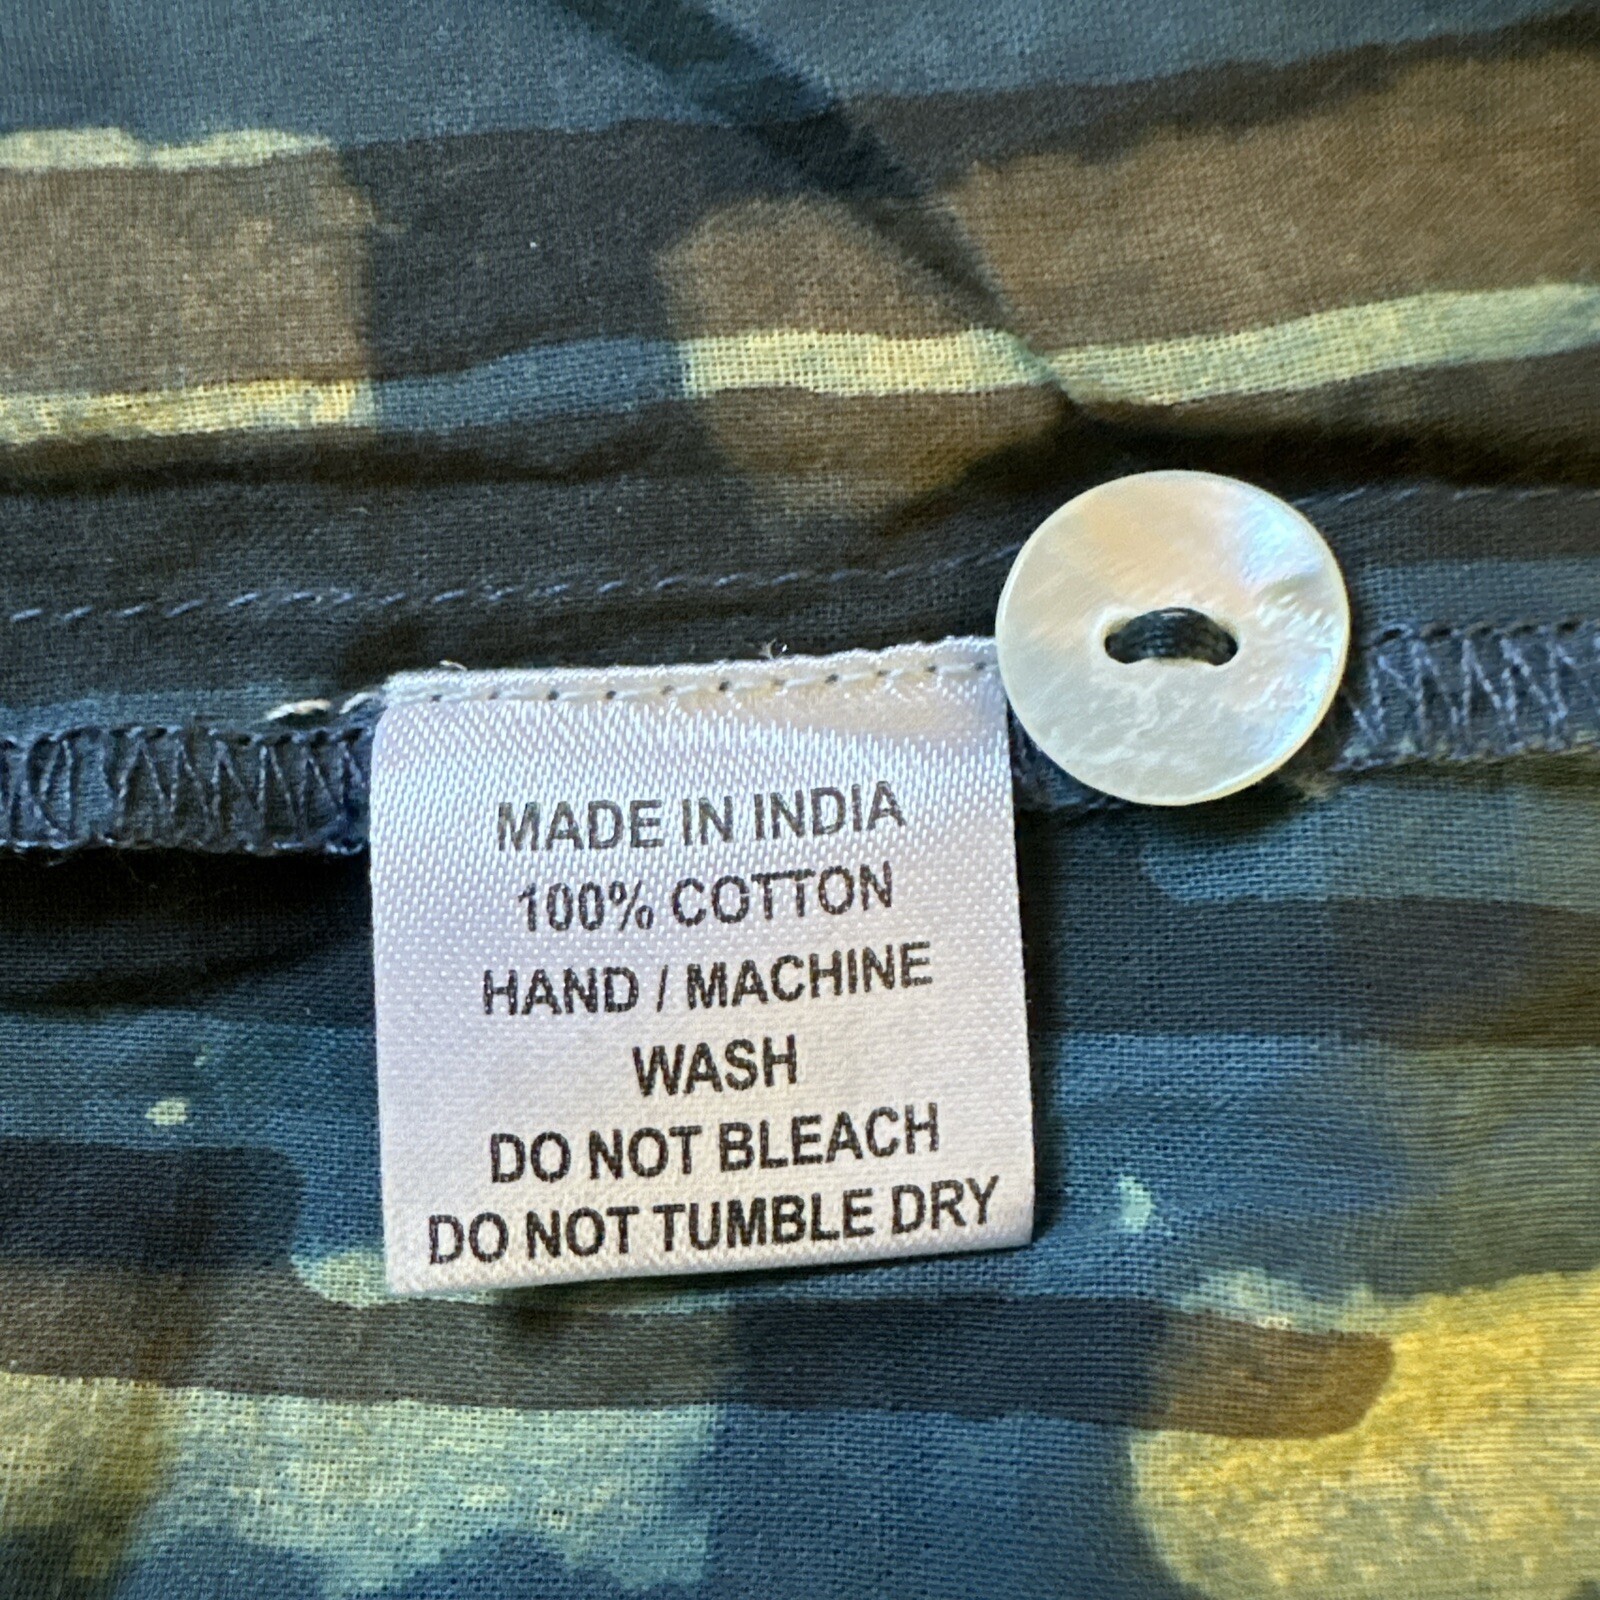 MADE IN INDIA
100% COTTON
HAND / MACHINE
WASH
DO NOT BLEACH
DO NOT TUMBLE DRY